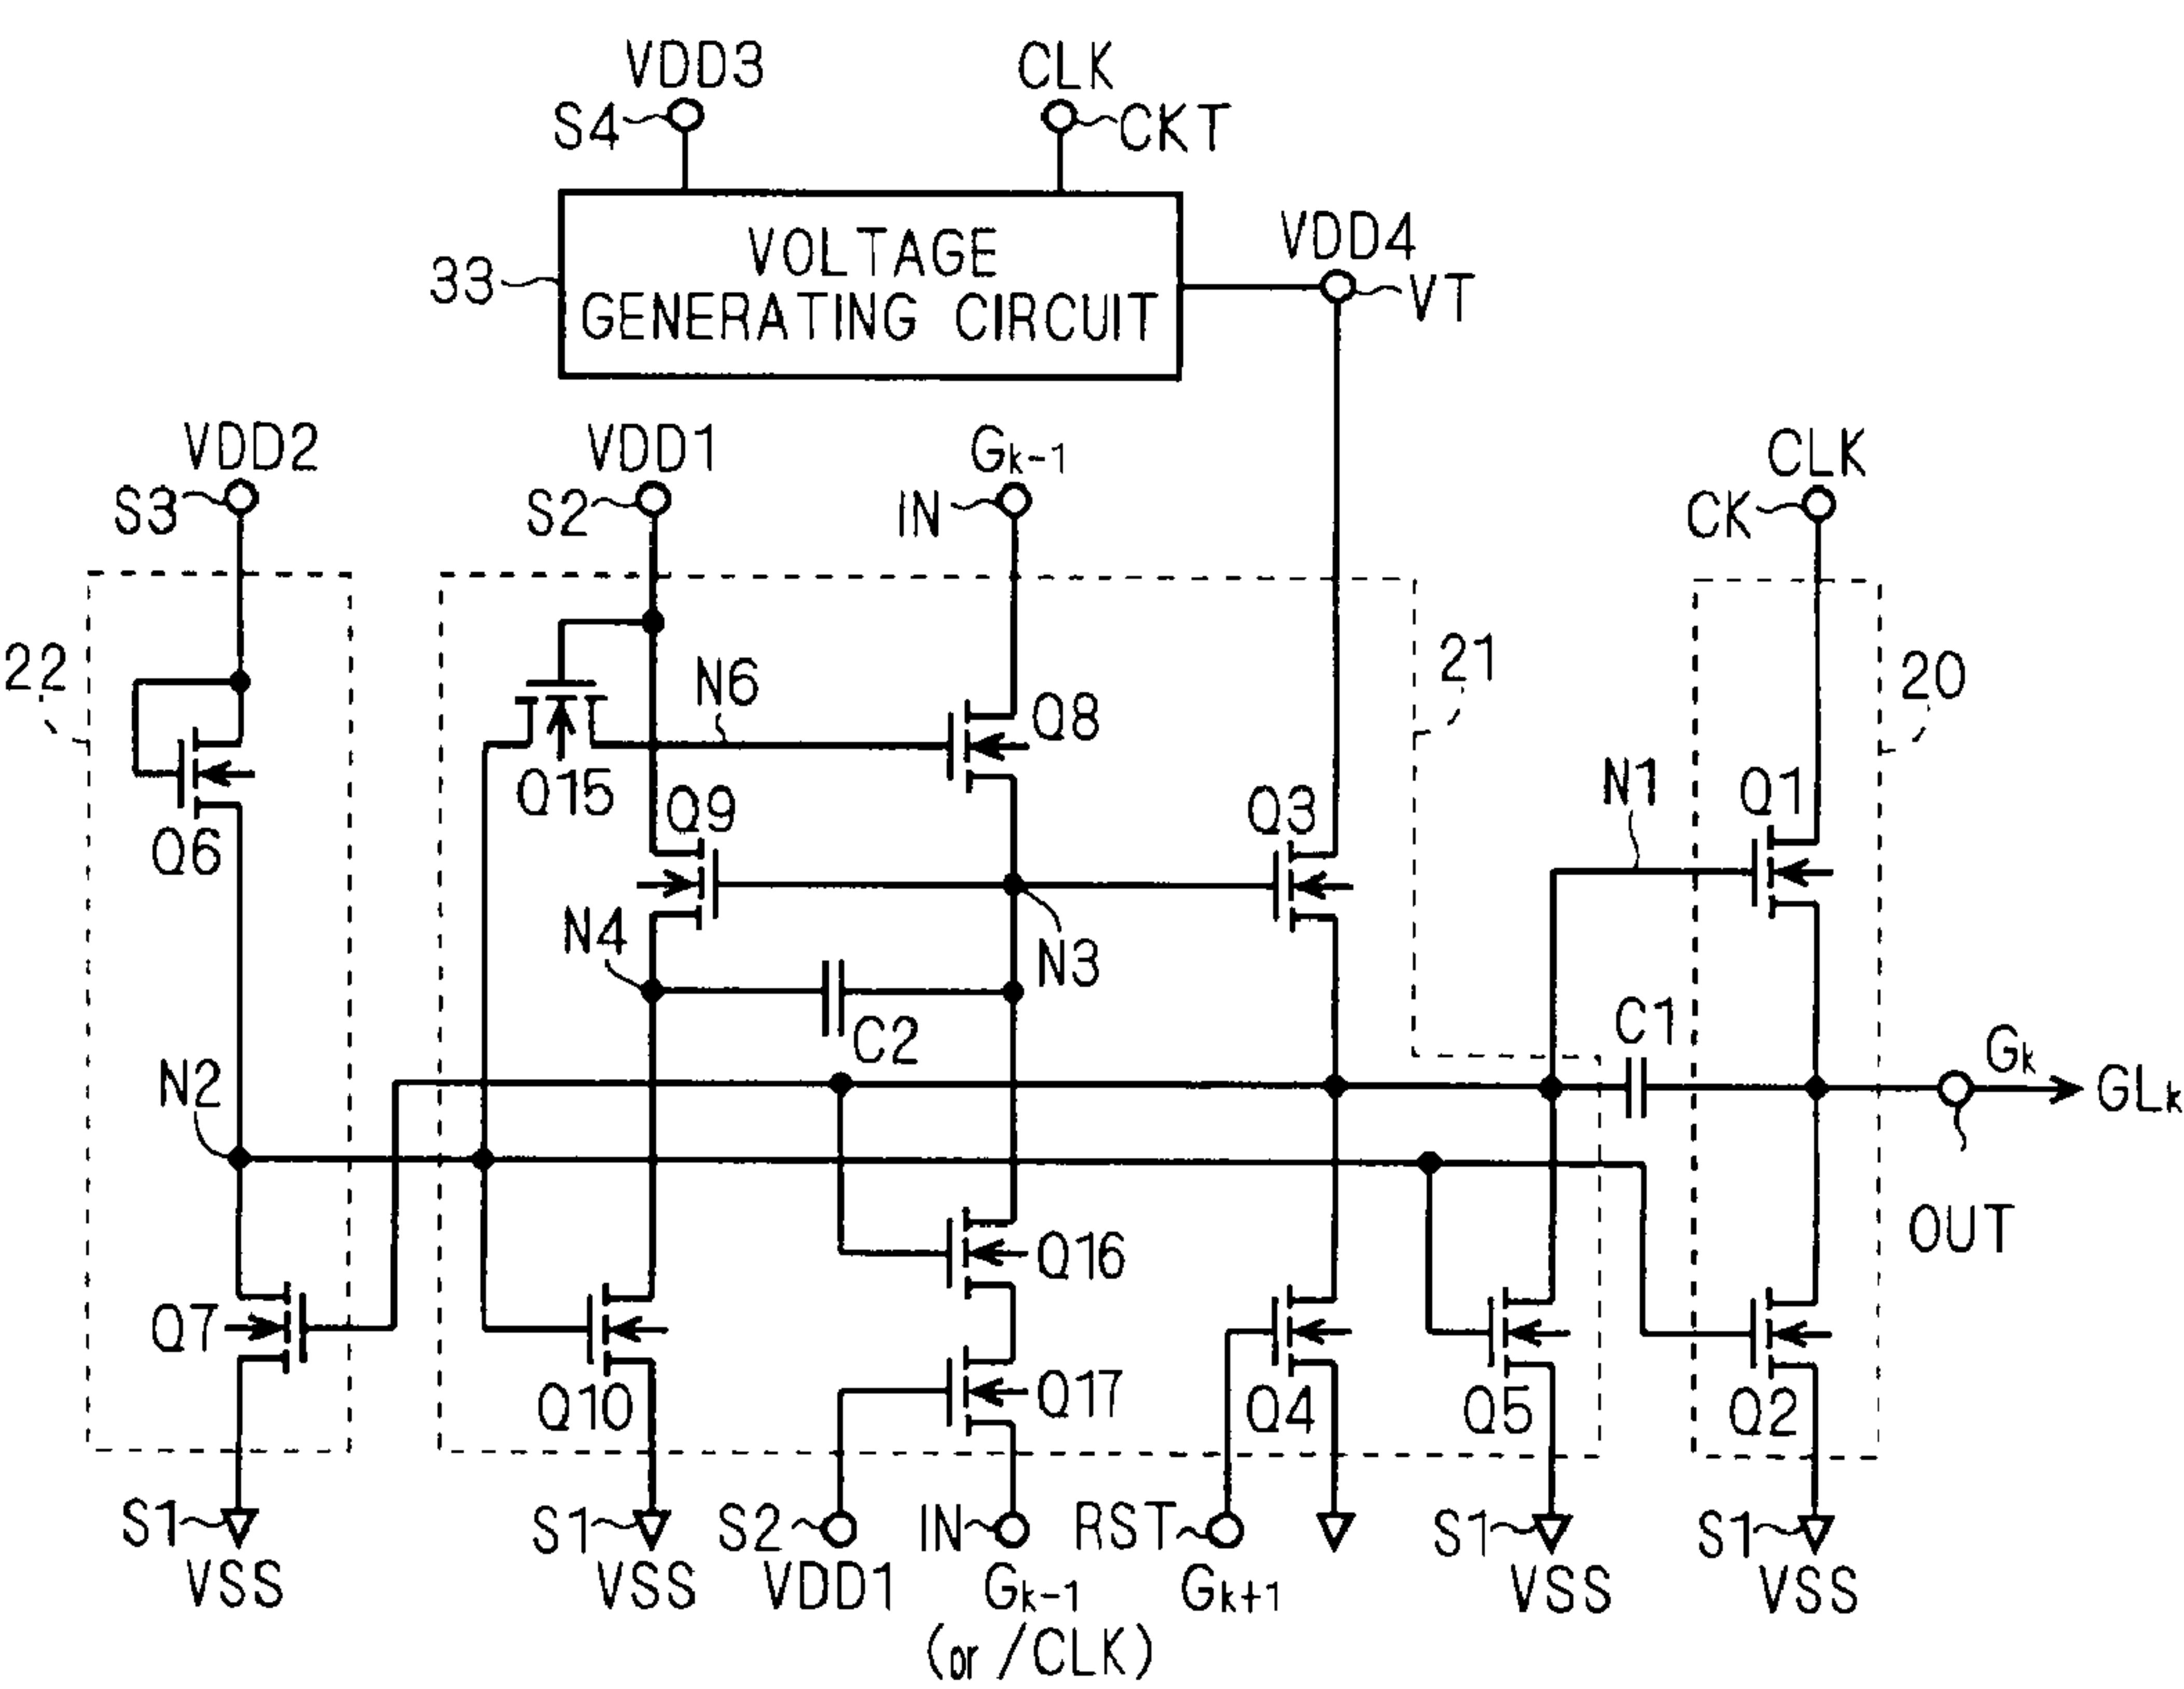 VDD3
CLK
S4
CKT
VOLTAGE
GENERATING CIRCUIT
33
VDD4
VT
VDD2
VDD1
Gk-1
CLK
S3
S2
IN
CK
22
21
20
N6
Q8
Q15
Q9
Q3
N1
Q1
Q6
N4
N3
C2
C1
Gk
GLk
N2
OUT
Q16
Q7
Q17
Q10
Q4
Q5
Q2
S1
S1
S2
IN
RST
S1
S1
VSS
VSS
VDD1
Gk-1
Gk+1
VSS
VSS
(or /CLK)